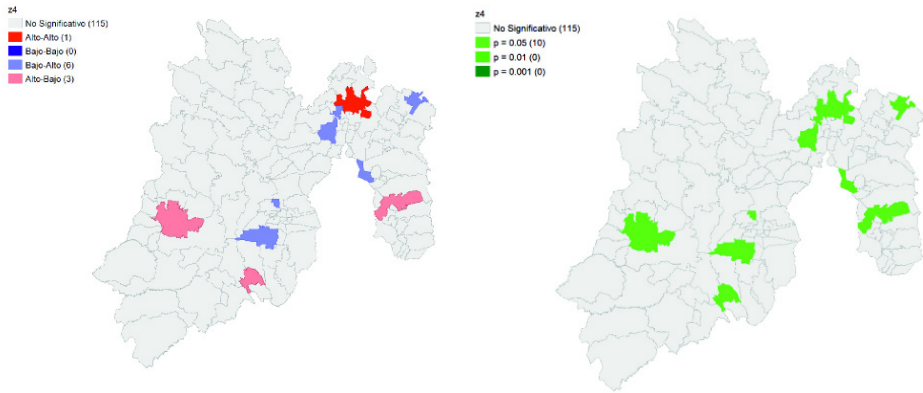 z4
No Significativo (115)
Alto-Alto (1)
Bajo-Bajo (0)
Bajo-Alto (6)
Alto-Bajo (3)
z4
No Significativo (115)
p = 0.05 (10)
p = 0.01 (0)
p = 0.001 (0)